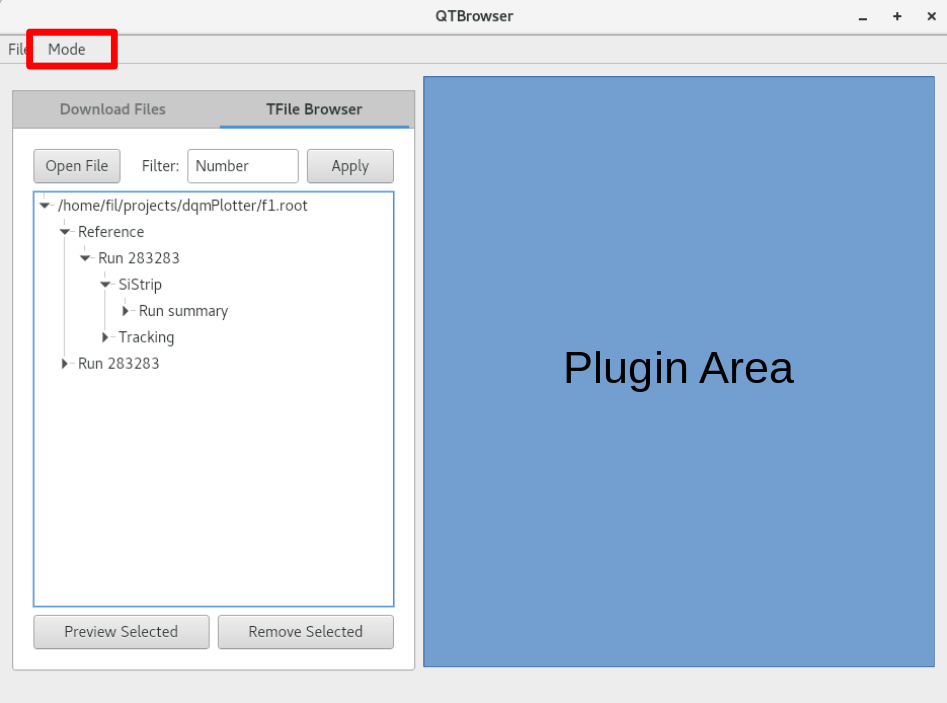 QTBrowser
File Mode
Download Files TFile Browser
Open File Filter: Number Apply
/home/fil/projects/dqmPlotter/f1.root
Reference
Run 283283
SiStrip
Run summary
Tracking
Run 283283
Preview Selected Remove Selected
Plugin Area